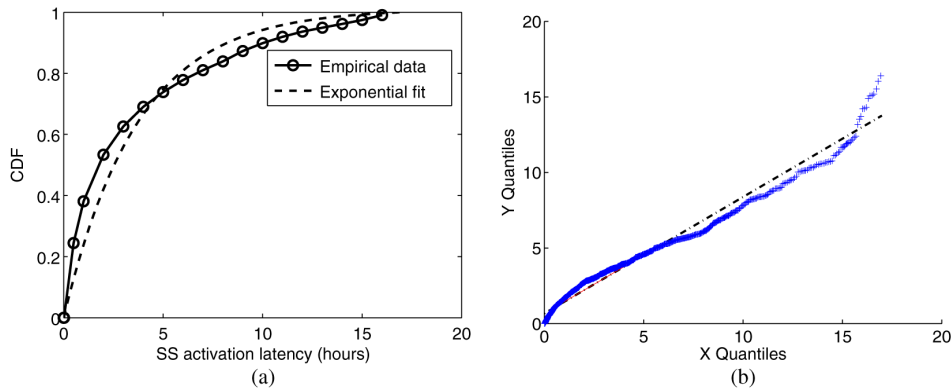 1
0.8
0.6
0.4
0.2
0
CDF
0
5
10
15
20
SS activation latency (hours)
Empirical data
Exponential fit
(a)
20
15
10
5
0
Y Quantiles
0
5
10
15
20
X Quantiles
(b)